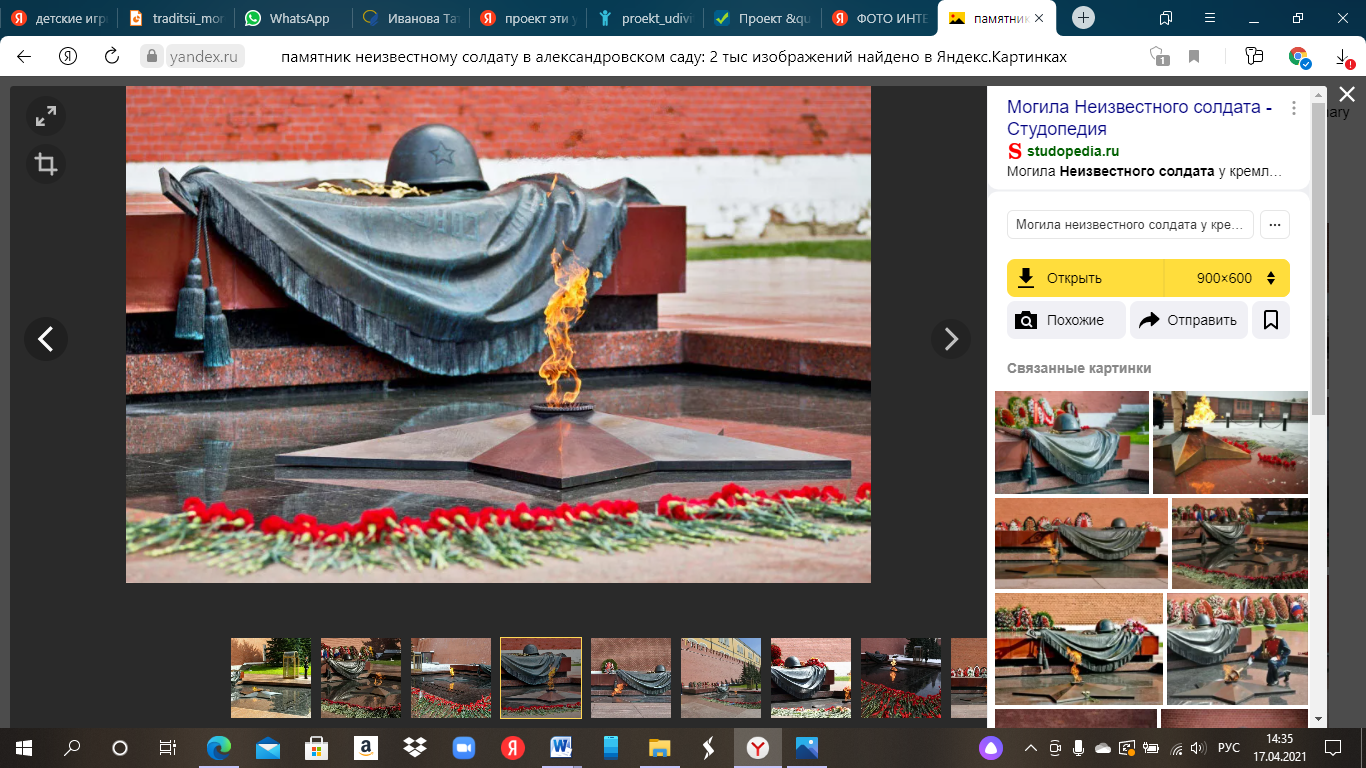 детские игр
traditsii_mor
WhatsApp
Иванова Тат
проект эти у
proekt_udivi
Проект &qu
ФОТО ИНТЕ
памятник
yandex.ru
памятник неизвестному солдату в александровском саду: 2 тыс изображений найдено в Яндекс.Картинках
1
Могила Неизвестного солдата -
Студопедия
studopedia.ru
Могила Неизвестного солдата у кремл...
Могила неизвестного солдата у кре...
Открыть
900×600
Похожие
Отправить
Связанные картинки
РУС
14:35
17.04.2021